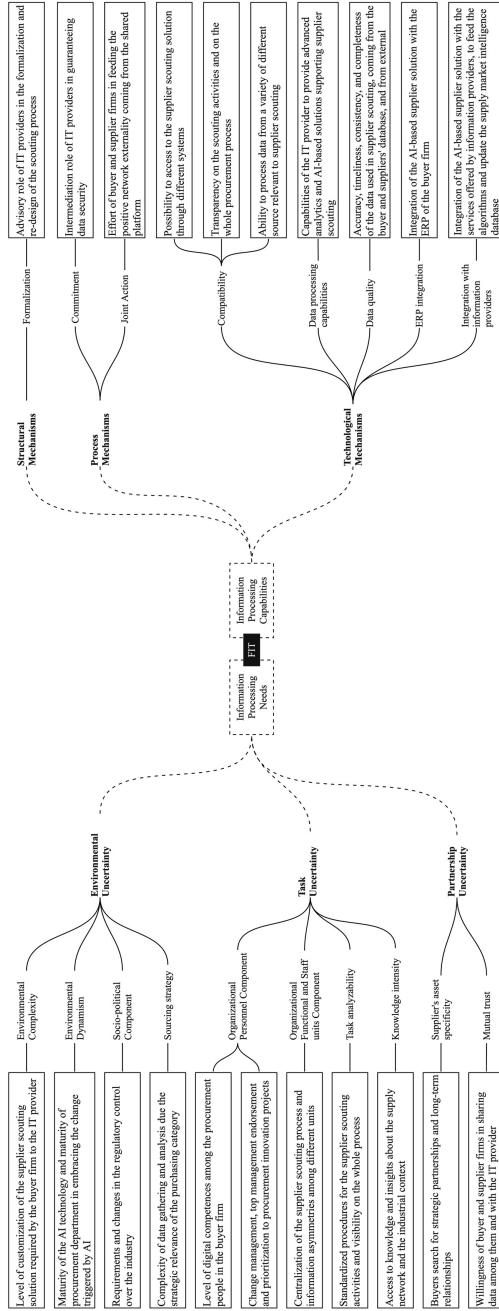 Level of customization of the supplier scouting
solution required by the buyer firm to the IT provider
Maturity of the AI technology and maturity of
procurement department in embracing the change
triggered by AI
Requirements and changes in the regulatory control
over the industry
Complexity of data gathering and analysis due the
strategic relevance of the purchasing category
Level of digital competences among the procurement
people in the buyer firm
Change management, top management endorsement
and prioritization to procurement innovation projects
Centralization of the supplier scouting process and
information asymmetries among different units
Standardized procedures for the supplier scouting
activities and visibility on the whole process
Access to knowledge and insights about the supply
network and the industrial context
Buyers search for strategic partnerships and long-term
relationships
Willingness of buyer and supplier firms in sharing
data among them and with the IT provider
Environmental
Complexity
Environmental
Dynamism
Socio-political
Component
Sourcing strategy
Organizational
Personnel Component
Organizational
Functional and Staff
units Component
Task analyzability
Knowledge intensity
Supplier's asset
specificity
Mutual trust
Environmental
Uncertainty
Task
Uncertainty
Partnership
Uncertainty
Information
Processing
Needs
FIT
Information
Processing
Capabilities
Structural
Mechanisms
Process
Mechanisms
Technological
Mechanisms
Formalization
Commitment
Joint Action
Compatibility
Data processing
capabilities
Data quality
ERP integration
Integration with
information
providers
Advisory role of IT providers in the formalization and
re-design of the scouting process
Intermediation role of IT providers in guaranteeing
data security
Effort of buyer and supplier firms in feeding the
positive network externality coming from the shared
platform
Possibility to access to the supplier scouting solution
through different systems
Transparency on the scouting activities and on the
whole procurement process
Ability to process data from a variety of different
source relevant to supplier scouting
Capabilities of the IT provider to provide advanced
analytics and AI-based solutions supporting supplier
scouting
Accuracy, timeliness, consistency, and completeness
of the data used in supplier scouting, coming from the
buyer and suppliers' database, and from external
Integration of the AI-based supplier solution with the
ERP of the buyer firm
Integration of the AI-based supplier solution with the
services offered by information providers, to feed the
algorithms and update the supply market intelligence
database